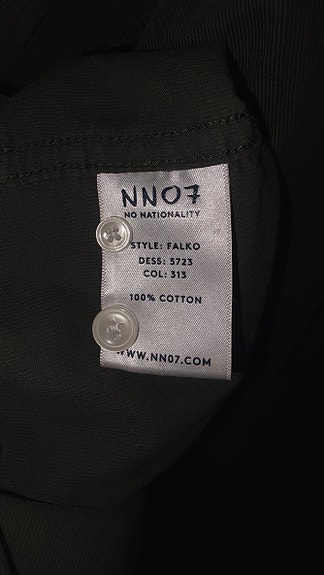 NN07
NO NATIONALITY
STYLE: FALKO
DESS: 5723
COL: 313
100% COTTON
WWW.NN07.COM